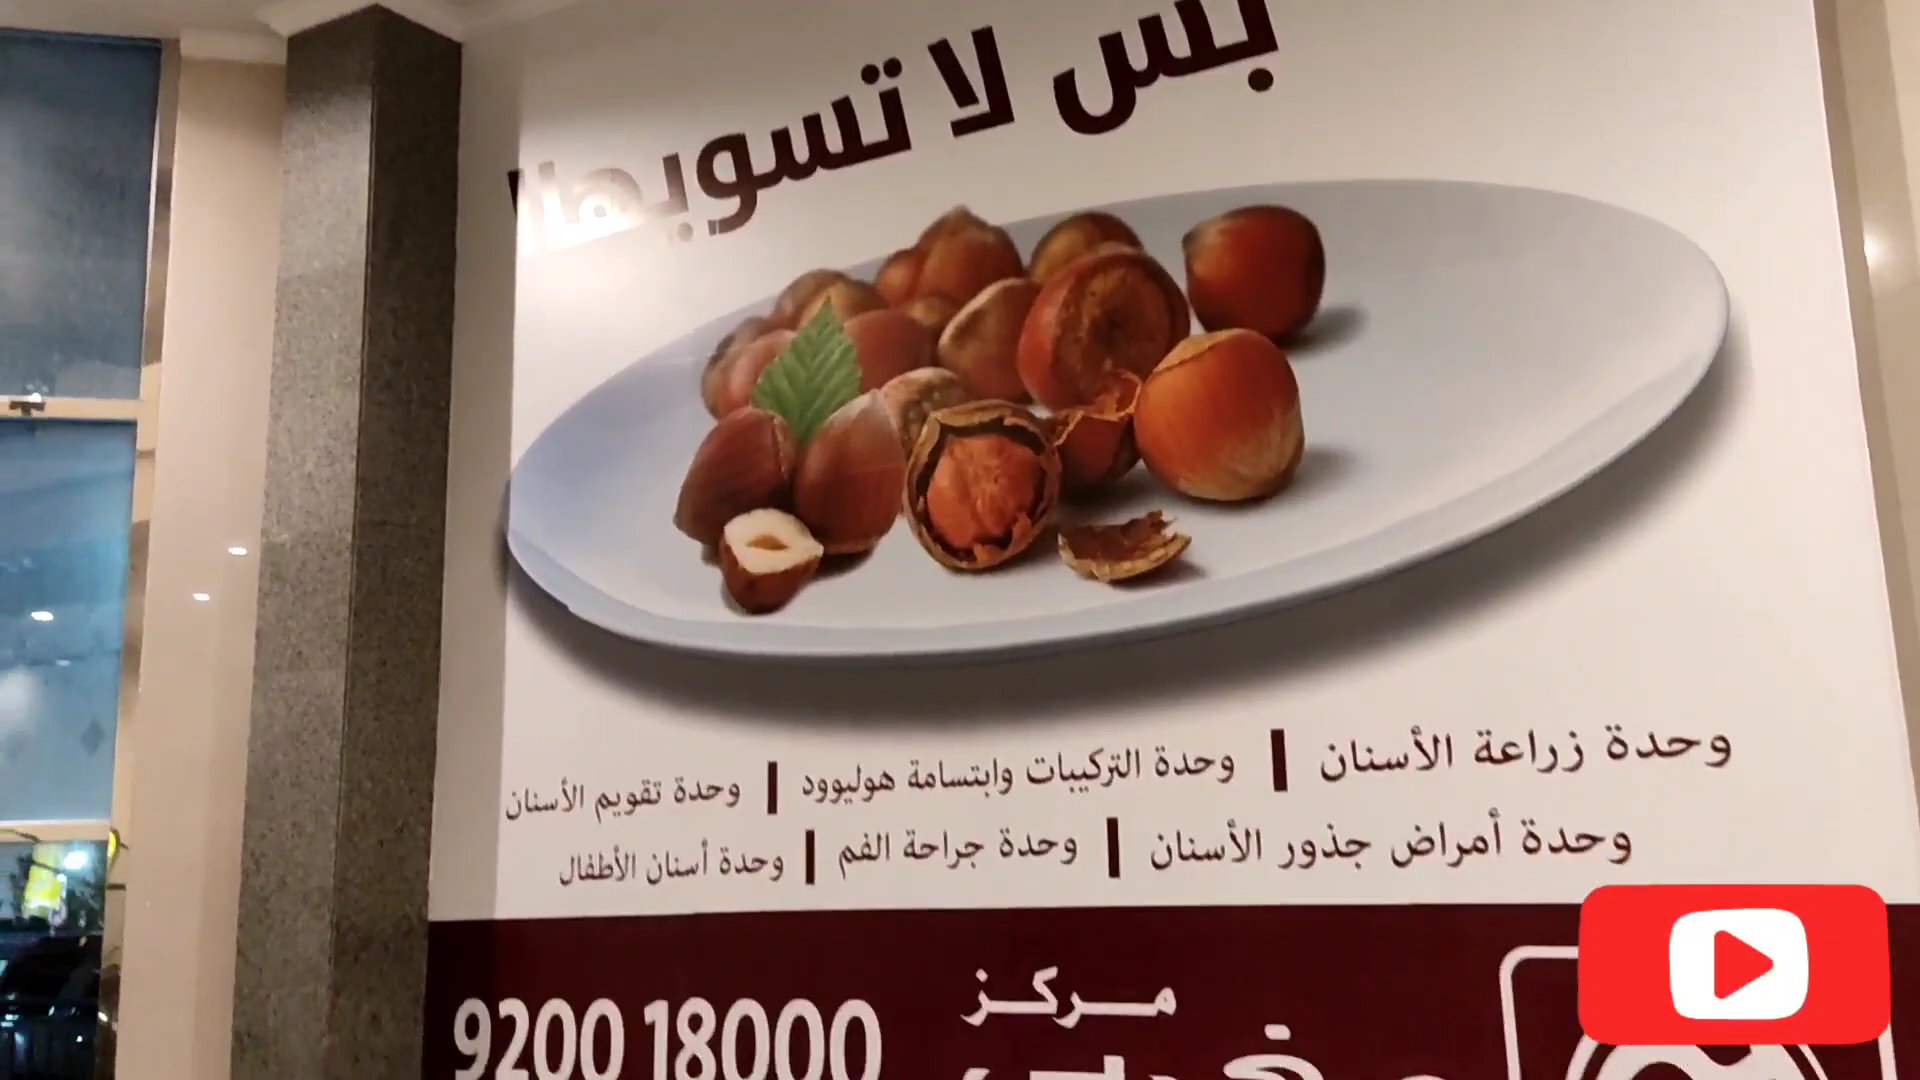 بس لا تسويها!!
وحدة زراعة الأسنان | وحدة التركيبات وابتسامة هوليوود | وحدة تقويم الأسنان
وحدة أمراض جذور الأسنان | وحدة جراحة الفم | وحدة أسنان الأطفال
مركز
9200 18000